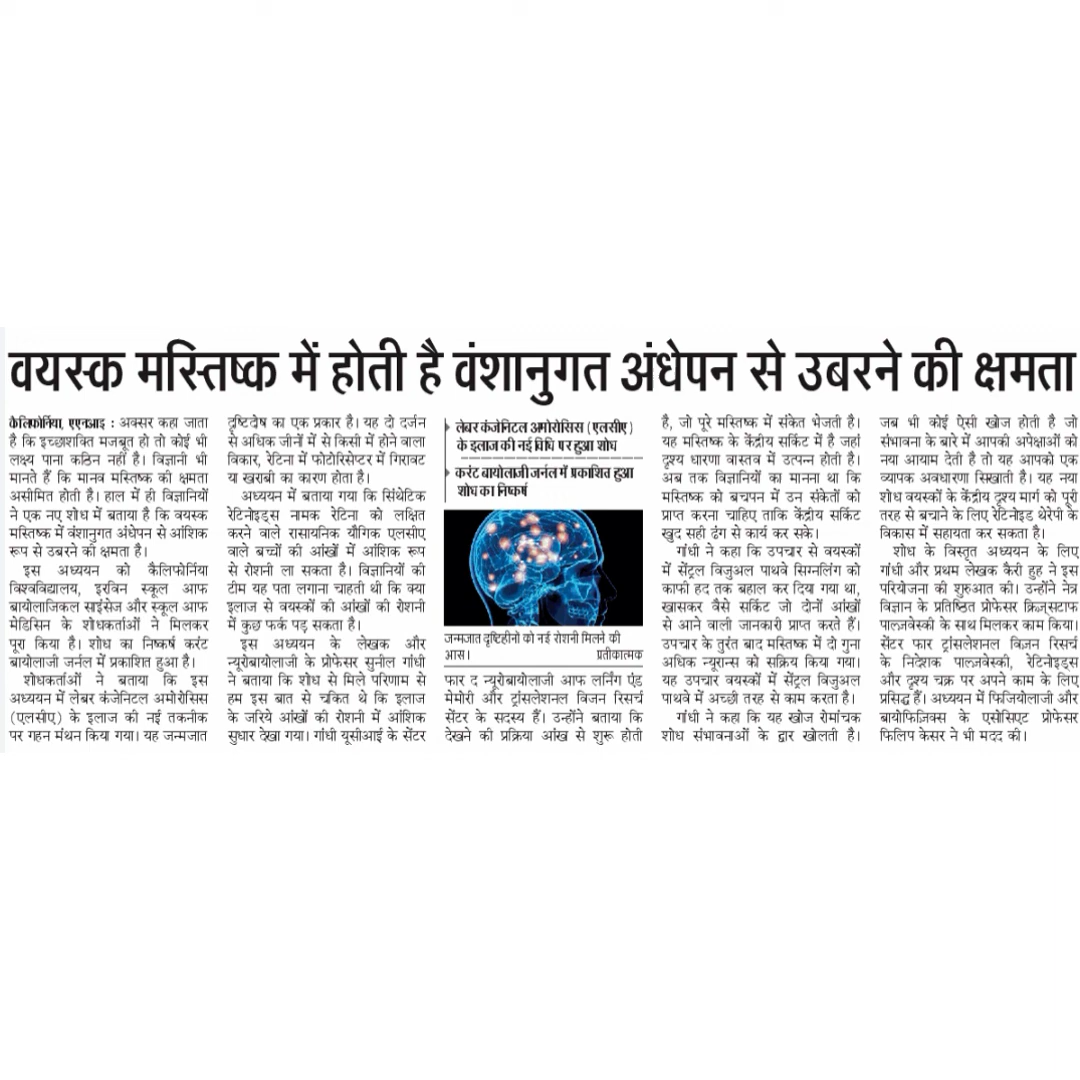 वयस्क मस्तिष्क में होती है वंशानुगत अंधेपन से उबरने की क्षमता
कैलिफोर्निया, एएनआइ : अक्सर कहा जाता
है कि इच्छाशक्ति मजबूत हो तो कोई भी
लक्ष्य पाना कठिन नहीं है। विज्ञानी भी
मानते हैं कि मानव मस्तिष्क की क्षमता
असीमित होती है। हाल में ही विज्ञानियों
ने एक नए शोध में बताया है कि वयस्क
मस्तिष्क में वंशानुगत अंधेपन से आंशिक
रूप से उबरने की क्षमता है।
इस अध्ययन को कैलिफोर्निया
विश्वविद्यालय, इरविन स्कूल आफ
बायोलाजिकल साइंसेज और स्कूल आफ
मेडिसिन के शोधकर्ताओं ने मिलकर
पूरा किया है। शोध का निष्कर्ष करंट
बायोलाजी जर्नल में प्रकाशित हुआ है।
शोधकर्ताओं ने बताया कि इस
अध्ययन में लेबर कंजेनिटल अमोरोसिस
(एलसीए) के इलाज की नई तकनीक
पर गहन मंथन किया गया। यह जन्मजात
दृष्टिदोष का एक प्रकार है। यह दो दर्जन
से अधिक जीनों में से किसी में होने वाला
विकार, रेटिना में फोटोरिसेप्टर में गिरावट
या खराबी का कारण होता है।
अध्ययन में बताया गया कि सिंथेटिक
रेटिनोइड्स नामक रेटिना को लक्षित
करने वाले रासायनिक यौगिक एलसीए
वाले बच्चों की आंखों में आंशिक रूप
से रोशनी ला सकता है। विज्ञानियों की
टीम यह पता लगाना चाहती थी कि क्या
इलाज से वयस्कों की आंखों की रोशनी
में कुछ फर्क पड़ सकता है।
इस अध्ययन के लेखक और
न्यूरोबायोलाजी के प्रोफेसर सुनील गांधी
ने बताया कि शोध से मिले परिणाम से
हम इस बात से चकित थे कि इलाज
के जरिये आंखों की रोशनी में आंशिक
सुधार देखा गया। गांधी यूसीआई के सेंटर
लेबर कंजेनिटल अमोरोसिस (एलसीए)
के इलाज की नई विधि पर हुआ शोध
करंट बायोलाजी जर्नल में प्रकाशित हुआ
शोध का निष्कर्ष
जन्मजात दृष्टिहीनों को नई रोशनी मिलने की
आस। प्रतीकात्मक
फार द न्यूरोबायोलाजी आफ लर्निंग एंड
मेमोरी और ट्रांसलेशनल विजन रिसर्च
सेंटर के सदस्य हैं। उन्होंने बताया कि
देखने की प्रक्रिया आंख से शुरू होती
है, जो पूरे मस्तिष्क में संकेत भेजती है।
यह मस्तिष्क के केंद्रीय सर्किट में है जहां
दृश्य धारणा वास्तव में उत्पन्न होती है।
अब तक विज्ञानियों का मानना था कि
मस्तिष्क को बचपन में उन संकेतों को
प्राप्त करना चाहिए ताकि केंद्रीय सर्किट
खुद सही ढंग से कार्य कर सके।
गांधी ने कहा कि उपचार से वयस्कों
में सेंट्रल विजुअल पाथवे सिग्नलिंग को
काफी हद तक बहाल कर दिया गया था,
खासकर वैसे सर्किट जो दोनों आंखों
से आने वाली जानकारी प्राप्त करते हैं।
उपचार के तुरंत बाद मस्तिष्क में दो गुना
अधिक न्यूरान्स को सक्रिय किया गया।
यह उपचार वयस्कों में सेंट्रल विजुअल
पाथवे में अच्छी तरह से काम करता है।
गांधी ने कहा कि यह खोज रोमांचक
शोध संभावनाओं के द्वार खोलती है।
जब भी कोई ऐसी खोज होती है जो
संभावना के बारे में आपकी अपेक्षाओं को
नया आयाम देती है तो यह आपको एक
व्यापक अवधारणा सिखाती है। यह नया
शोध वयस्कों के केंद्रीय दृश्य मार्ग को पूरी
तरह से बचाने के लिए रेटिनोइड थेरेपी के
विकास में सहायता कर सकता है।
शोध के विस्तृत अध्ययन के लिए
गांधी और प्रथम लेखक कैरी हुह ने इस
परियोजना की शुरुआत की। उन्होंने नेत्र
विज्ञान के प्रतिष्ठित प्रोफेसर क्रिज़्सटाफ
पाल्ज़वेस्की के साथ मिलकर काम किया।
सेंटर फार ट्रांसिलेशनल विज़न रिसर्च
के निदेशक पाल्ज़वेस्की, रेटिनोइड्स
और दृश्य चक्र पर अपने काम के लिए
प्रसिद्ध हैं। अध्ययन में फिजियोलाजी और
बायोफिज़िक्स के एसोसिएट प्रोफेसर
फिलिप केसर ने भी मदद की।